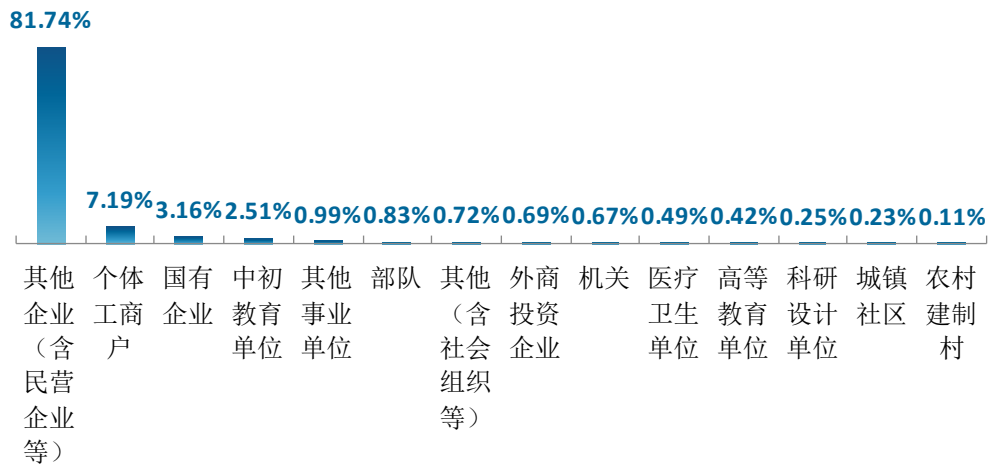 81.74%
7.19%
3.16%
2.51%
0.99%
0.83%
0.72%
0.69%
0.67%
0.49%
0.42%
0.25%
0.23%
0.11%
其他
企业
（含
民营
企业
等）
个体
工商
户
国有
企业
中初
教育
单位
其他
事业
单位
部队
其他
（含
社会
组织
等）
外商
投资
企业
机关
医疗
卫生
单位
高等
教育
单位
科研
设计
单位
城镇
社区
农村
建制
村